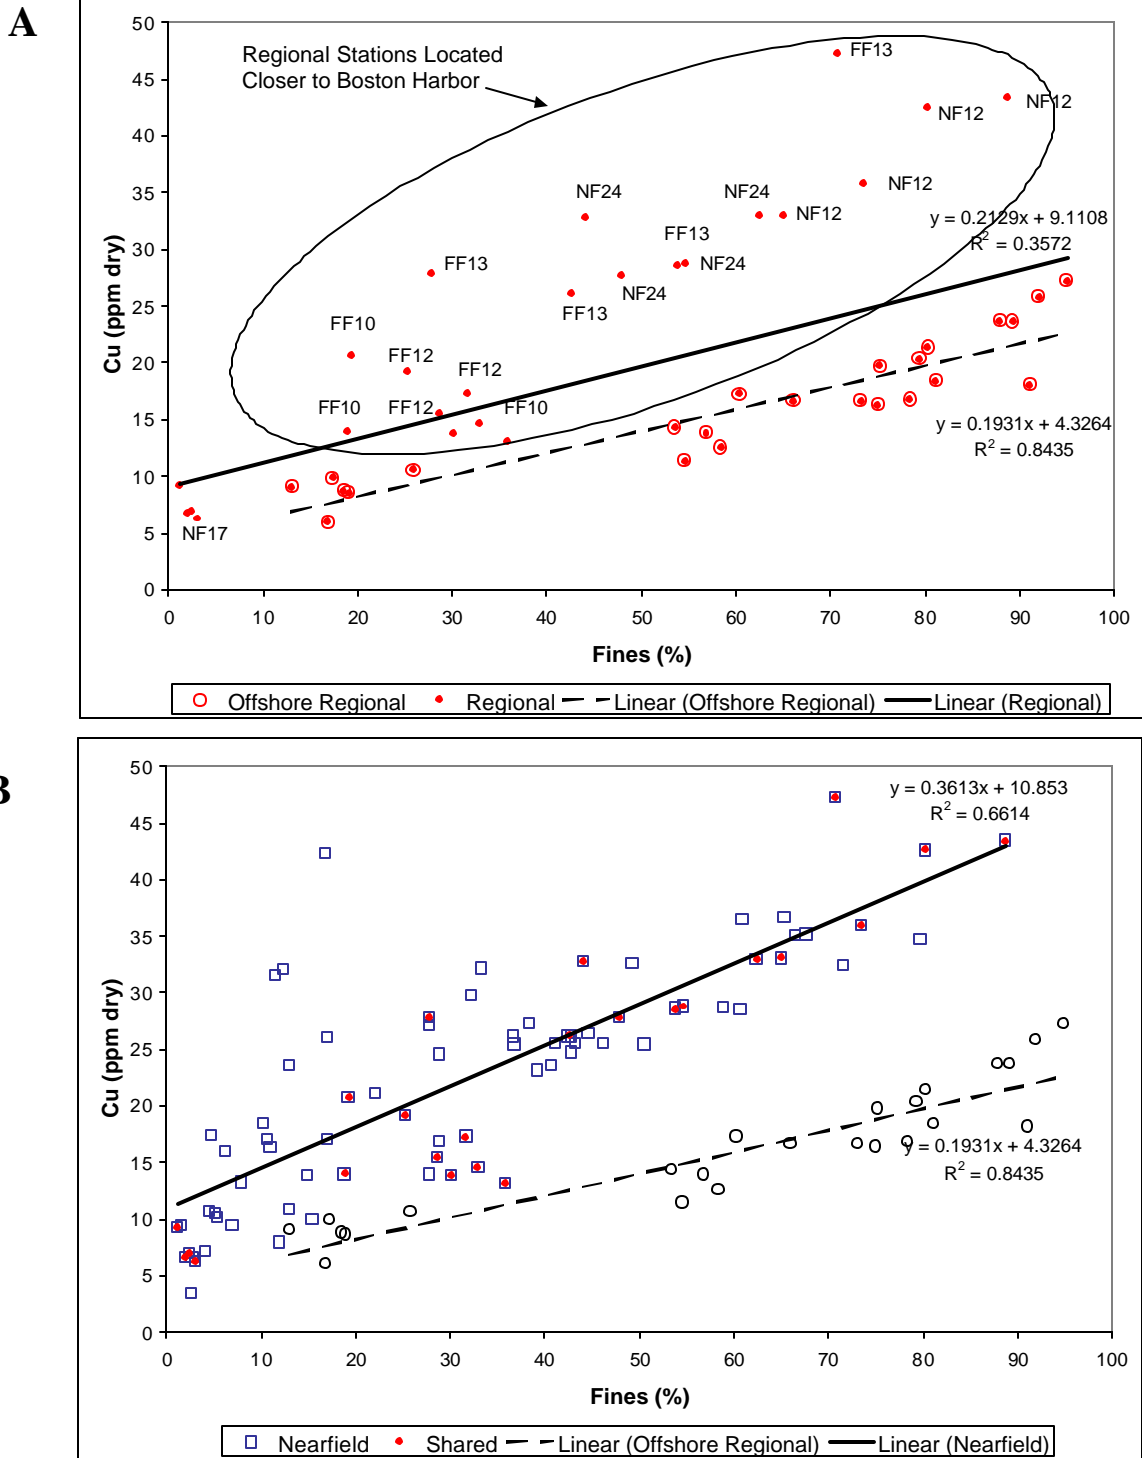 A
50
45
40
35
30
25
20
15
10
5
0
Cu (ppm dry)
Regional Stations Located
Closer to Boston Harbor
FF13
NF12
NF12
NF24
NF24
NF12
NF12
y = 0.2129x + 9.1108
R2 = 0.3572
FF13
FF13
NF24
NF24
FF13
FF10
FF12
FF12
FF10
FF12
FF10
y = 0.1931x + 4.3264
R2 = 0.8435
NF17
0 10 20 30 40 50 60 70 80 90 100
Fines (%)
Offshore Regional Regional Linear (Offshore Regional) Linear (Regional)
B
50
45
40
35
30
25
20
15
10
5
0
Cu (ppm dry)
y = 0.3613x + 10.853
R2 = 0.6614
y = 0.1931x + 4.3264
R2 = 0.8435
0 10 20 30 40 50 60 70 80 90 100
Fines (%)
Nearfield Shared Linear (Offshore Regional) Linear (Nearfield)